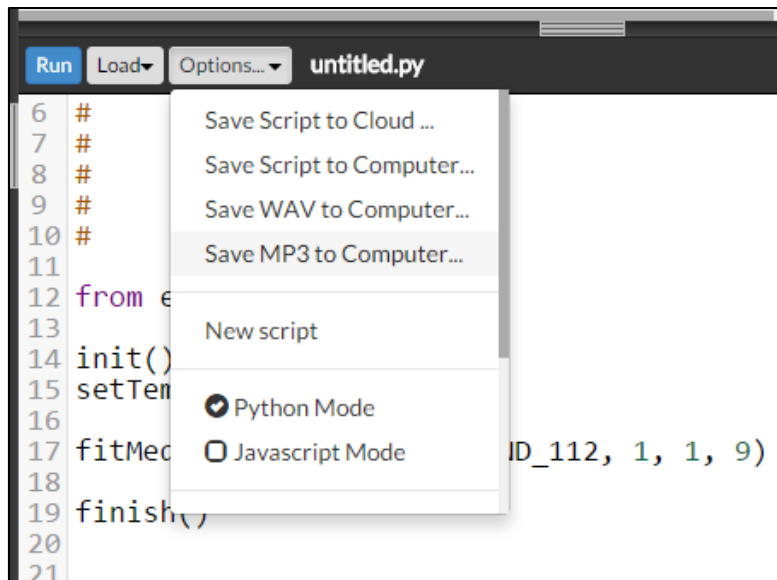 Run Load Options... untitled.py
Save Script to Cloud ...
Save Script to Computer...
Save WAV to Computer...
Save MP3 to Computer...
New script
Python Mode
Javascript Mode
6 #
7 #
8 #
9 #
10 #
11
12 from e
13
14 init()
15 setTem
16
17 fitMed ND_112, 1, 1, 9)
18
19 finish()
20
21